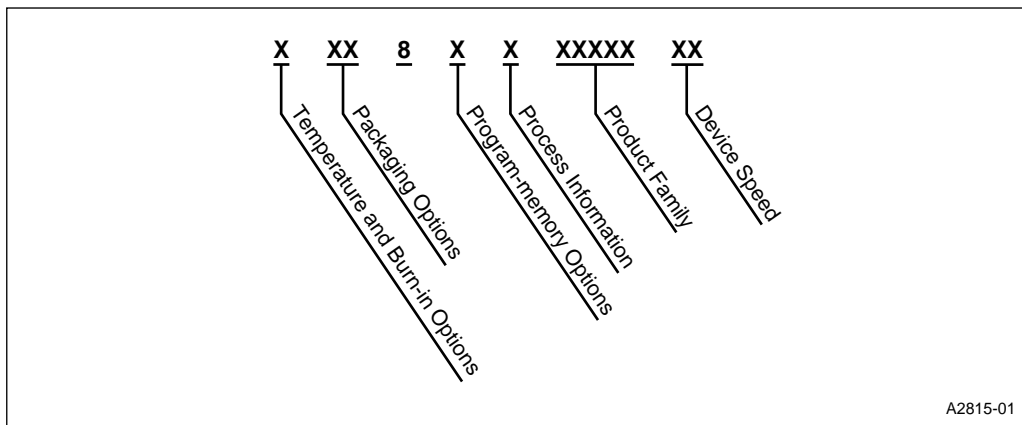 X XX 8 X X XXXXX XX
Temperature and Burn-in Options
Packaging Options
Program-memory Options
Process Information
Product Family
Device Speed
A2815-01